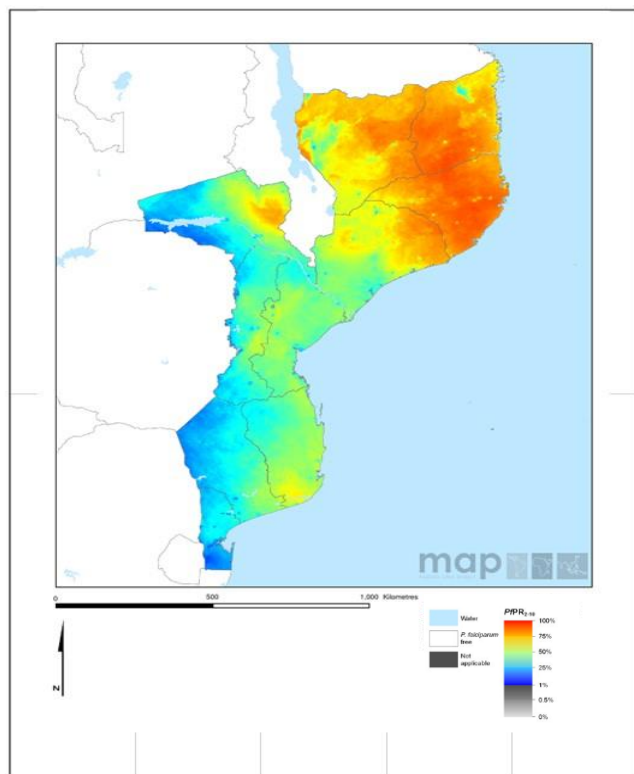 map
0
500
1,000 Kilometres
N
Water
P. falciparum
free
Not
applicable
PfPR2-10
100%
75%
50%
25%
1%
0.5%
0%